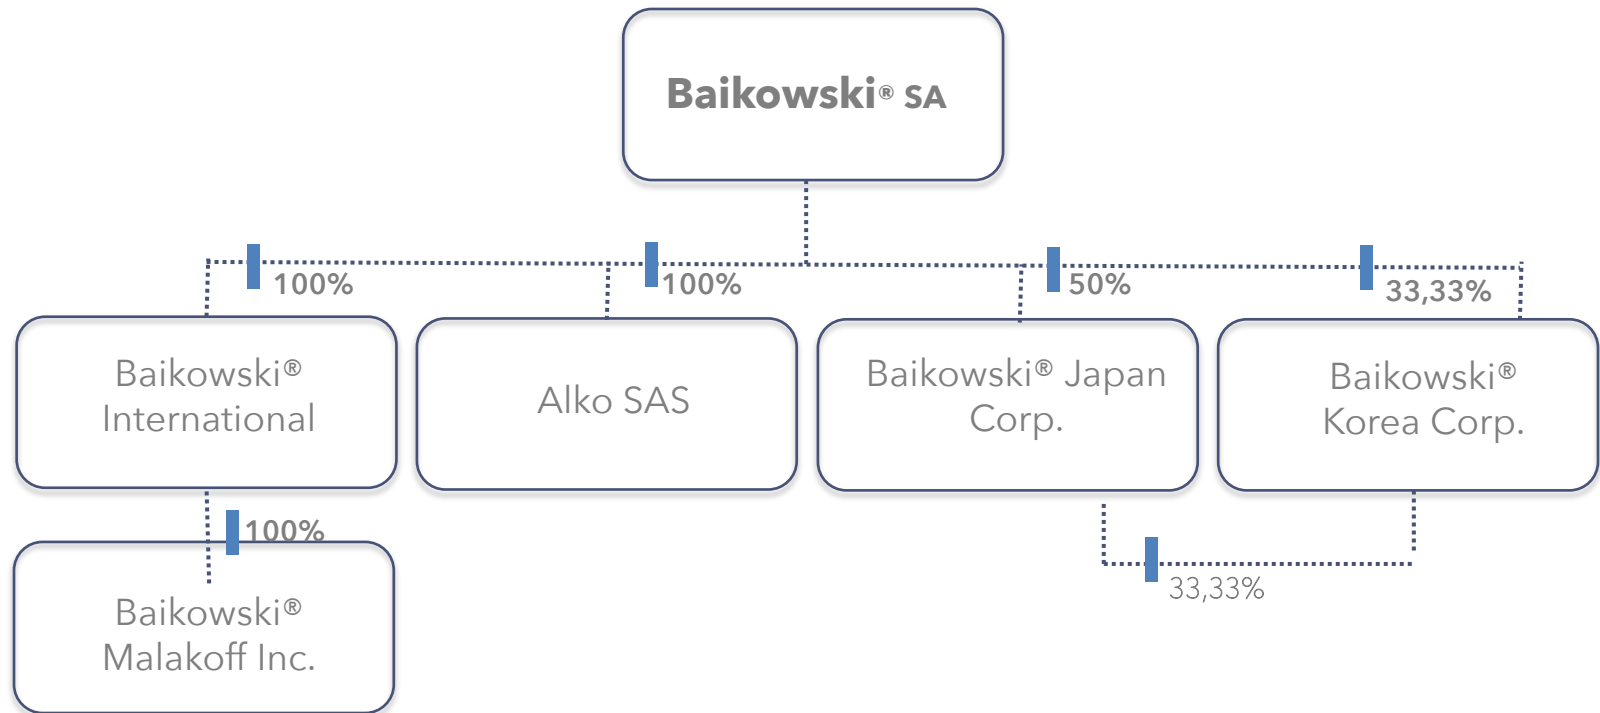 Baikowski® SA
100%
100%
50%
33,33%
Baikowski®
International
Alko SAS
Baikowski® Japan
Corp.
Baikowski®
Korea Corp.
100%
33,33%
Baikowski®
Malakoff Inc.